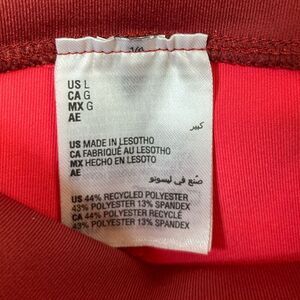 US L
CA G
MX G
AE
كبير
US MADE IN LESOTHO
CA FABRIQUÉ AU LESOTHO
MX HECHO EN LESOTO
AE
صُنع في ليسوتو
US 44% RECYCLED POLYESTER
43% POLYESTER 13% SPANDEX
CA 44% POLYESTER RECYCLÉ
43% POLYESTER 13% SPANDEX